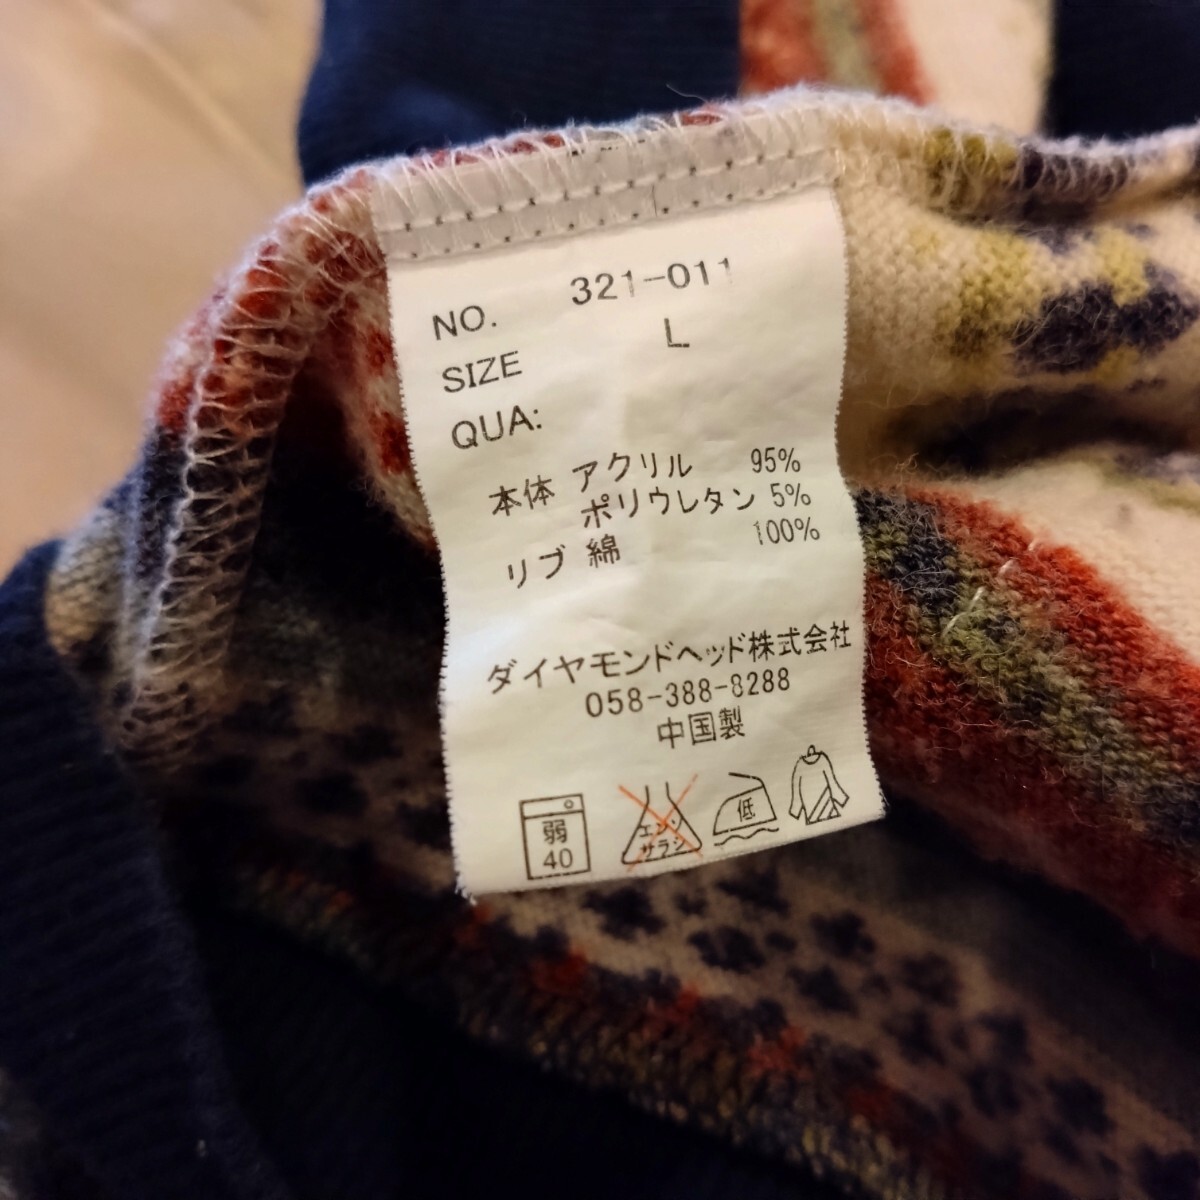 NO. 321-011
SIZE L
QUA:
本体 アクリル 95%
ポリウレタン 5%
リブ 綿 100%
ダイヤモンドヘッド株式会社
058-388-8288
中国製
弱
40
エンソ
サラシ
低